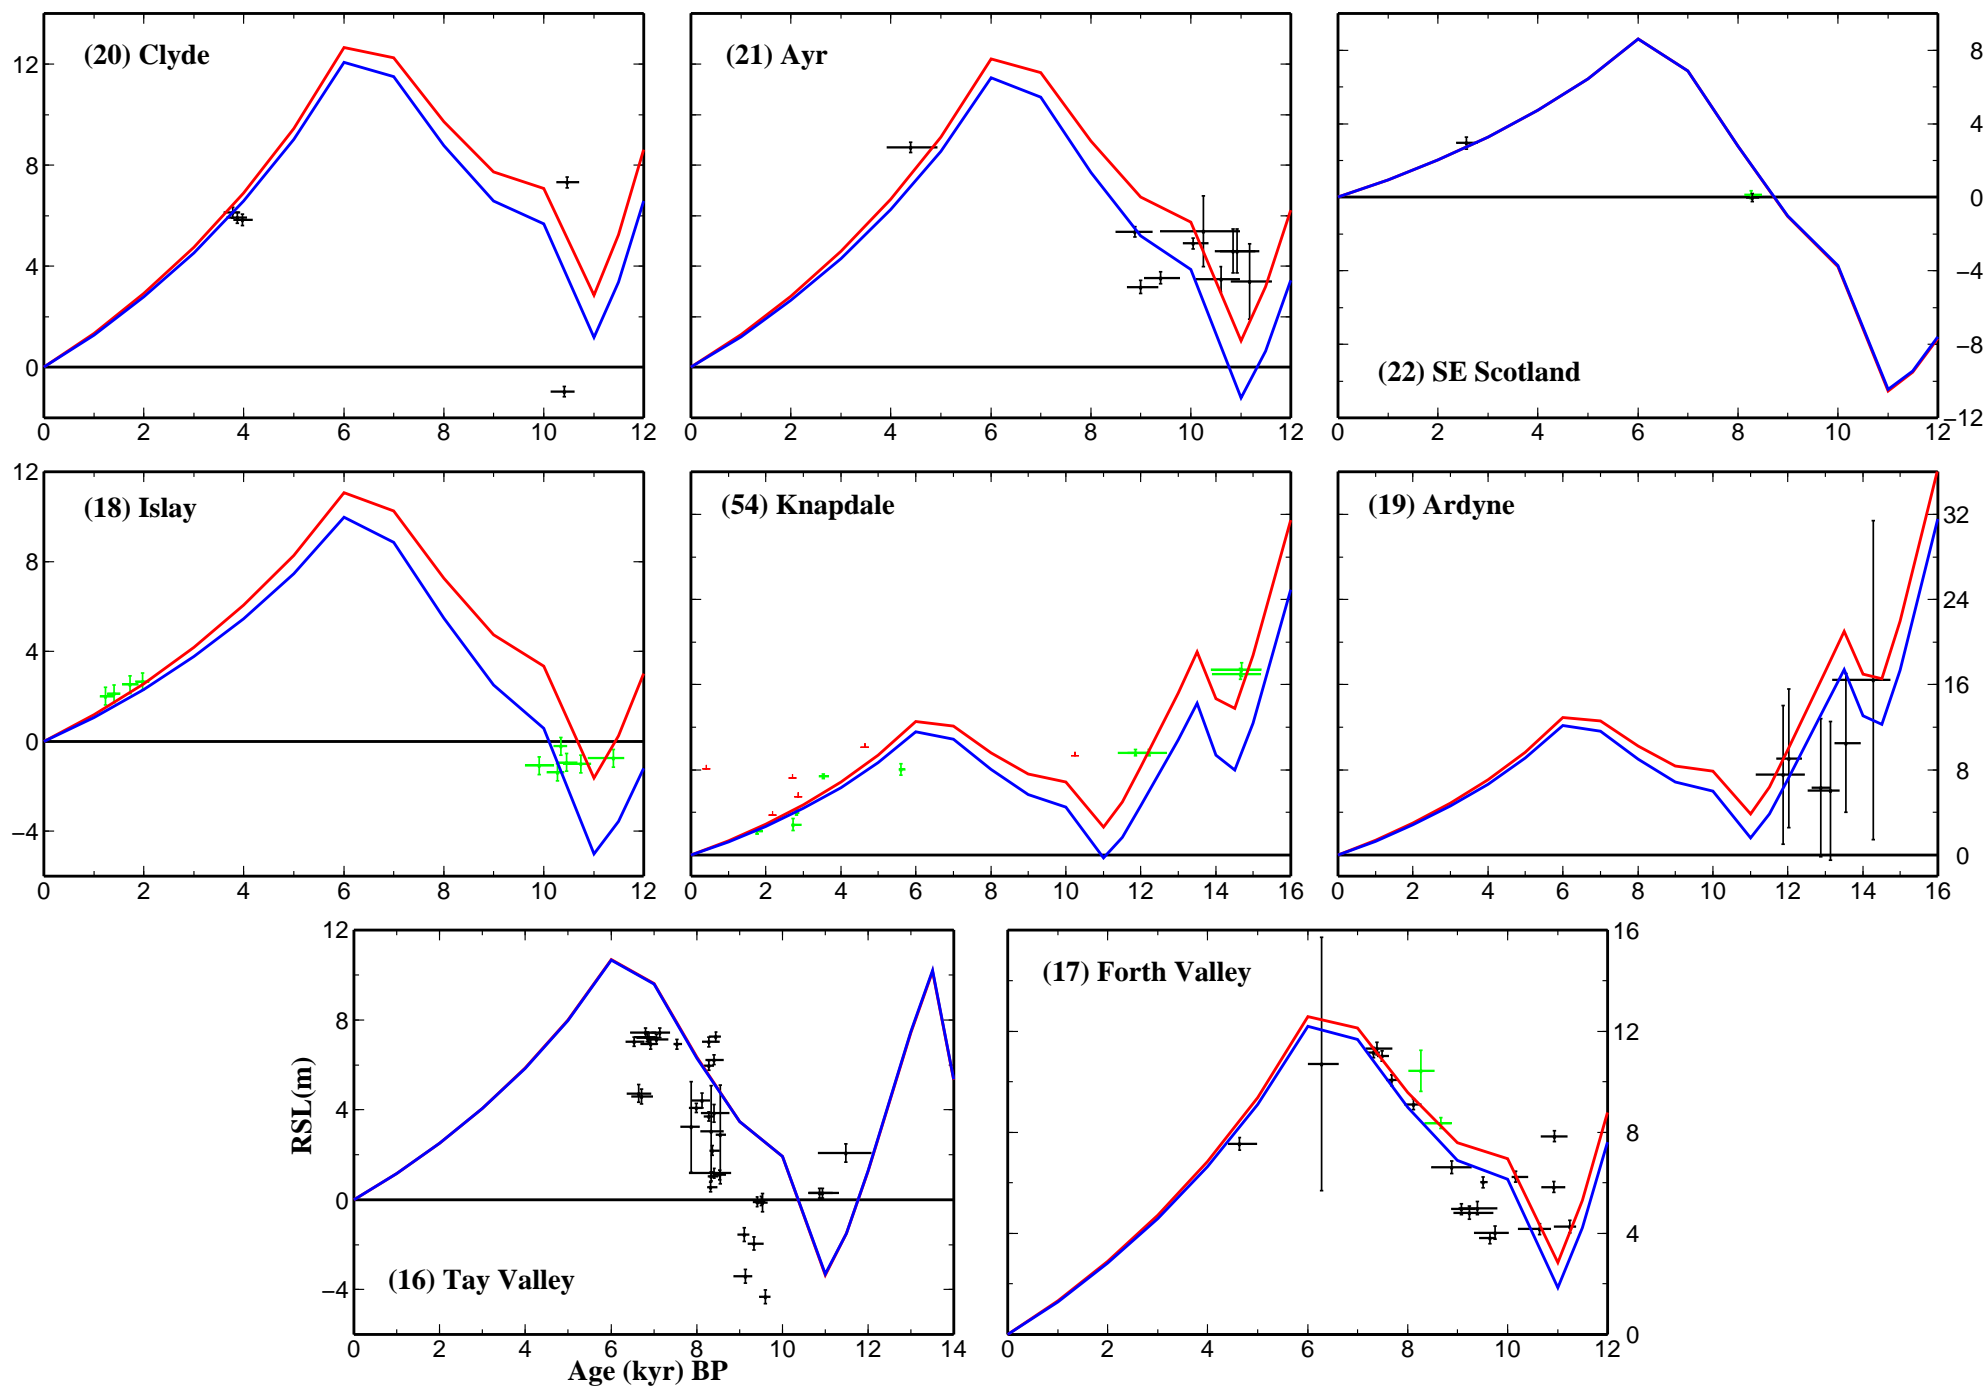 (20) Clyde
12
8
4
0
0 2 4 6 8 10 12
(21) Ayr
0 2 4 6 8 10 12
(22) SE Scotland
8
4
0
−4
−8
−12
0 2 4 6 8 10 12
(18) Islay
12
8
4
0
−4
0 2 4 6 8 10 12
(54) Knapdale
0 2 4 6 8 10 12 14 16
(19) Ardyne
32
24
16
8
0
0 2 4 6 8 10 12 14 16
(16) Tay Valley
12
8
4
0
−4
RSL(m)
0 2 4 6 8 10 12 14
Age (kyr) BP
(17) Forth Valley
16
12
8
4
0
0 2 4 6 8 10 12